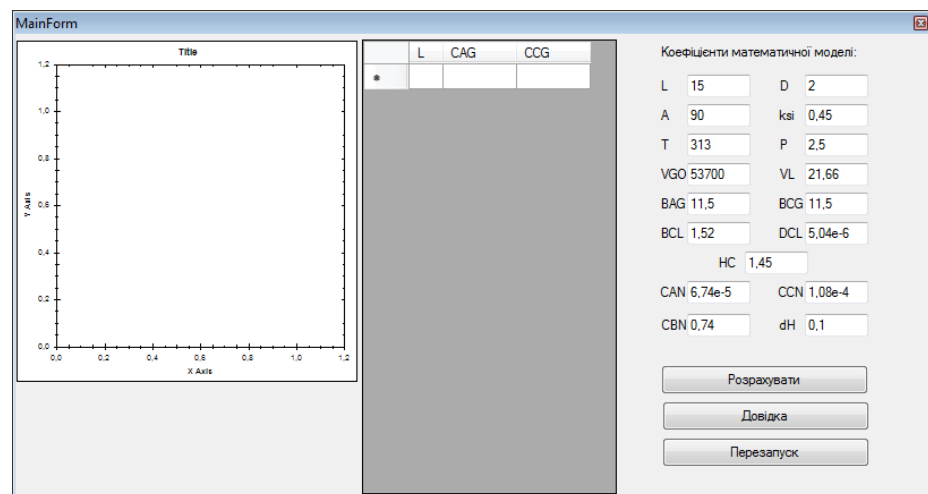 MainForm
Title
1,2
1,0
0,8
0,6
0,4
0,2
0,0
Y Axis
0,0 0,2 0,4 0,6 0,8 1,0 1,2
X Axis
L CAG CCG
*
Коефіцієнти математичної моделі:
L 15 D 2
A 90 ksi 0,45
T 313 P 2,5
VGO 53700 VL 21,66
BAG 11,5 BCG 11,5
BCL 1,52 DCL 5,04e-6
HC 1,45
CAN 6,74e-5 CCN 1,08e-4
CBN 0,74 dH 0,1
Розрахувати
Довідка
Перезапуск